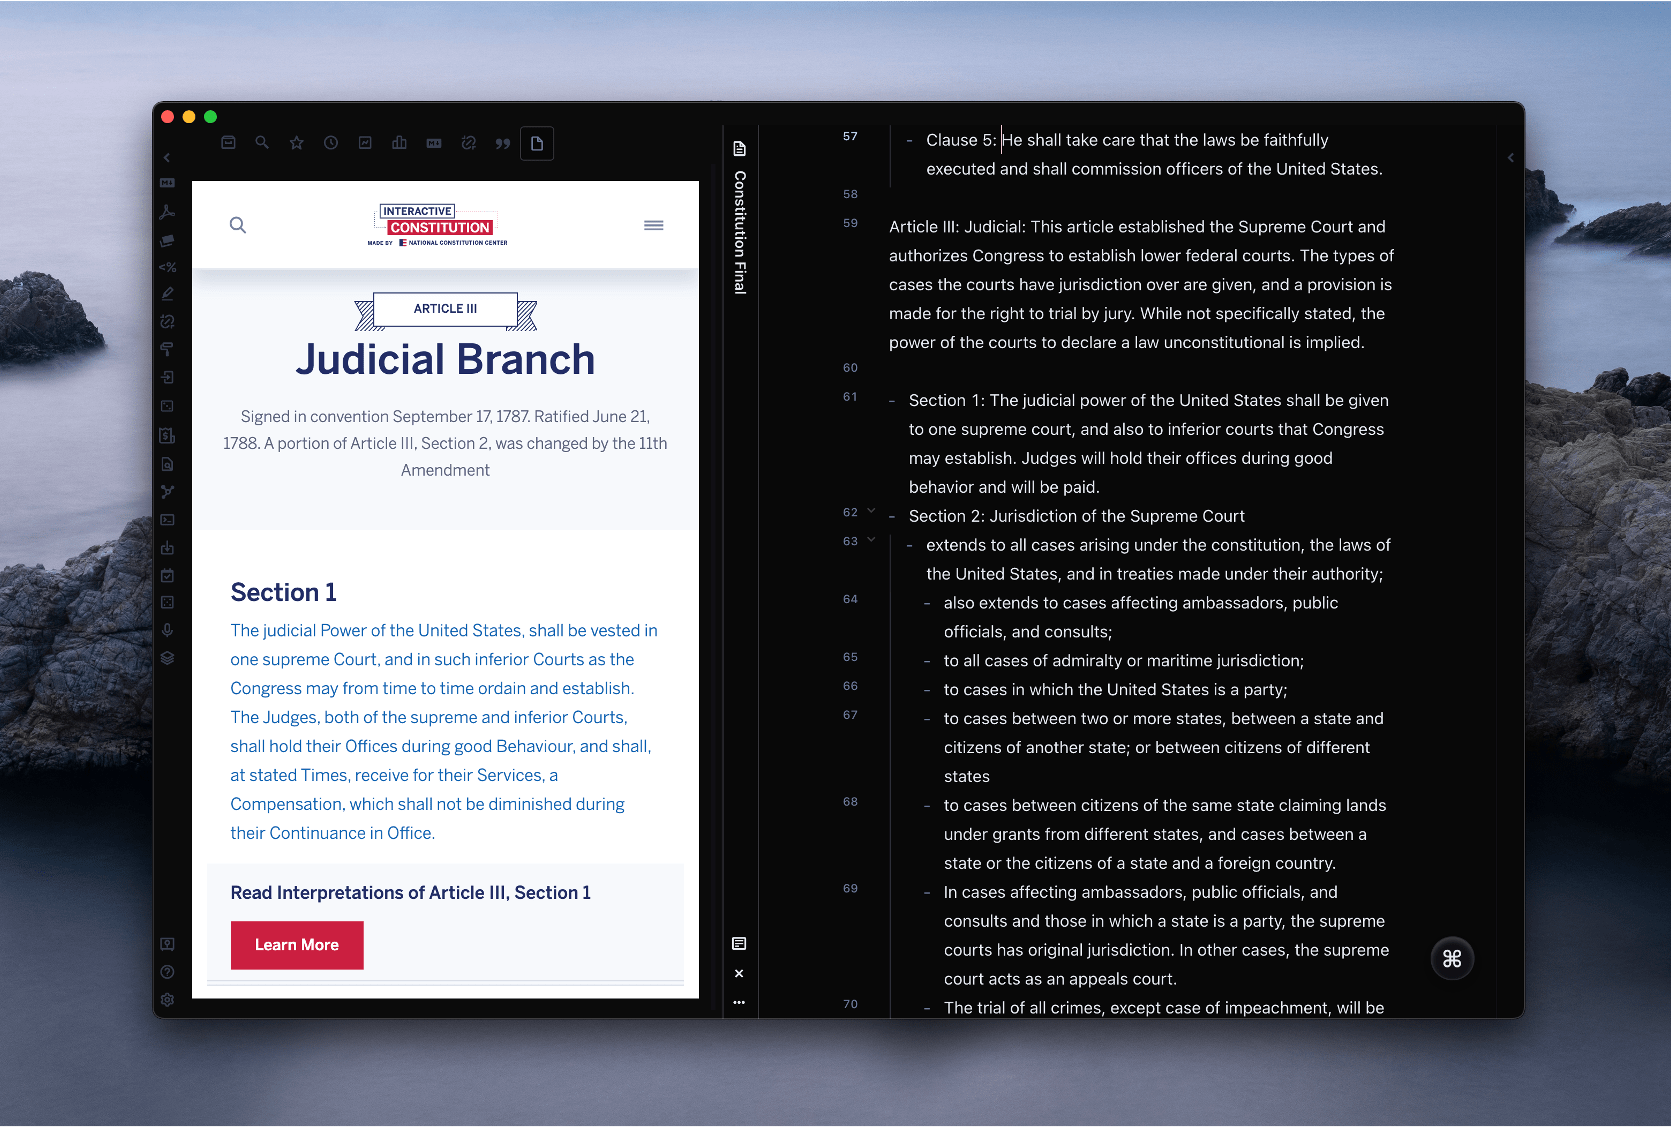 INTERACTIVE
CONSTITUTION
MADE BY NATIONAL CONSTITUTION CENTER
ARTICLE III
Judicial Branch
Signed in convention September 17, 1787. Ratified June 21,
1788. A portion of Article III, Section 2, was changed by the 11th
Amendment
Section 1
The judicial Power of the United States, shall be vested in
one supreme Court, and in such inferior Courts as the
Congress may from time to time ordain and establish.
The Judges, both of the supreme and inferior Courts,
shall hold their Offices during good Behaviour, and shall,
at stated Times, receive for their Services, a
Compensation, which shall not be diminished during
their Continuance in Office.
Read Interpretations of Article III, Section 1
Learn More
Constitution Final
57 - Clause 5: He shall take care that the laws be faithfully
executed and shall commission officers of the United States.
58
59 Article III: Judicial: This article established the Supreme Court and
authorizes Congress to establish lower federal courts. The types of
cases the courts have jurisdiction over are given, and a provision is
made for the right to trial by jury. While not specifically stated, the
power of the courts to declare a law unconstitutional is implied.
60
61 - Section 1: The judicial power of the United States shall be given
to one supreme court, and also to inferior courts that Congress
may establish. Judges will hold their offices during good
behavior and will be paid.
62 - Section 2: Jurisdiction of the Supreme Court
63 - extends to all cases arising under the constitution, the laws of
the United States, and in treaties made under their authority;
64 - also extends to cases affecting ambassadors, public
officials, and consults;
65 - to all cases of admiralty or maritime jurisdiction;
66 - to cases in which the United States is a party;
67 - to cases between two or more states, between a state and
citizens of another state; or between citizens of different
states
68 - to cases between citizens of the same state claiming lands
under grants from different states, and cases between a
state or the citizens of a state and a foreign country.
69 - In cases affecting ambassadors, public officials, and
consults and those in which a state is a party, the supreme
courts has original jurisdiction. In other cases, the supreme
court acts as an appeals court.
70 - The trial of all crimes, except case of impeachment, will be